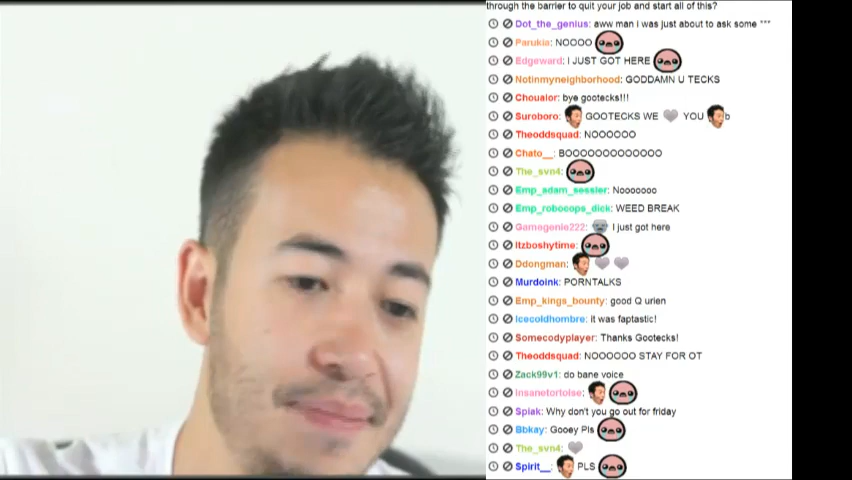 through the barrier to quit your job and start all of this?
Dot_the_genius: aww man i was just about to ask some ***
Parukia: NOOOO
Edgeward: I JUST GOT HERE
Notinmyneighborhood: GODDAMN U TECKS
Choualor: bye gootecks!!!
Suroboro: GOOTECKS WE YOU b
Theoddsquad: NOOOOOO
Chato__: BOOOOOOOOOOOOO
The_svn4:
Emp_adam_sessler: Nooooooo
Emp_robocops_dick: WEED BREAK
Gamegenie222: I just got here
Itzboshytime:
Ddongman:
Murdoink: PORNTALKS
Emp_kings_bounty: good Q urien
Icecoldhombre: it was faptastic!
Somecodyplayer: Thanks Gootecks!
Theoddsquad: NOOOOOO STAY FOR OT
Zack99v1: do bane voice
Insanetortoise:
Splak: Why don't you go out for friday
Bbkay: Gooey Pls
The_svn4:
Spirit__: PLS